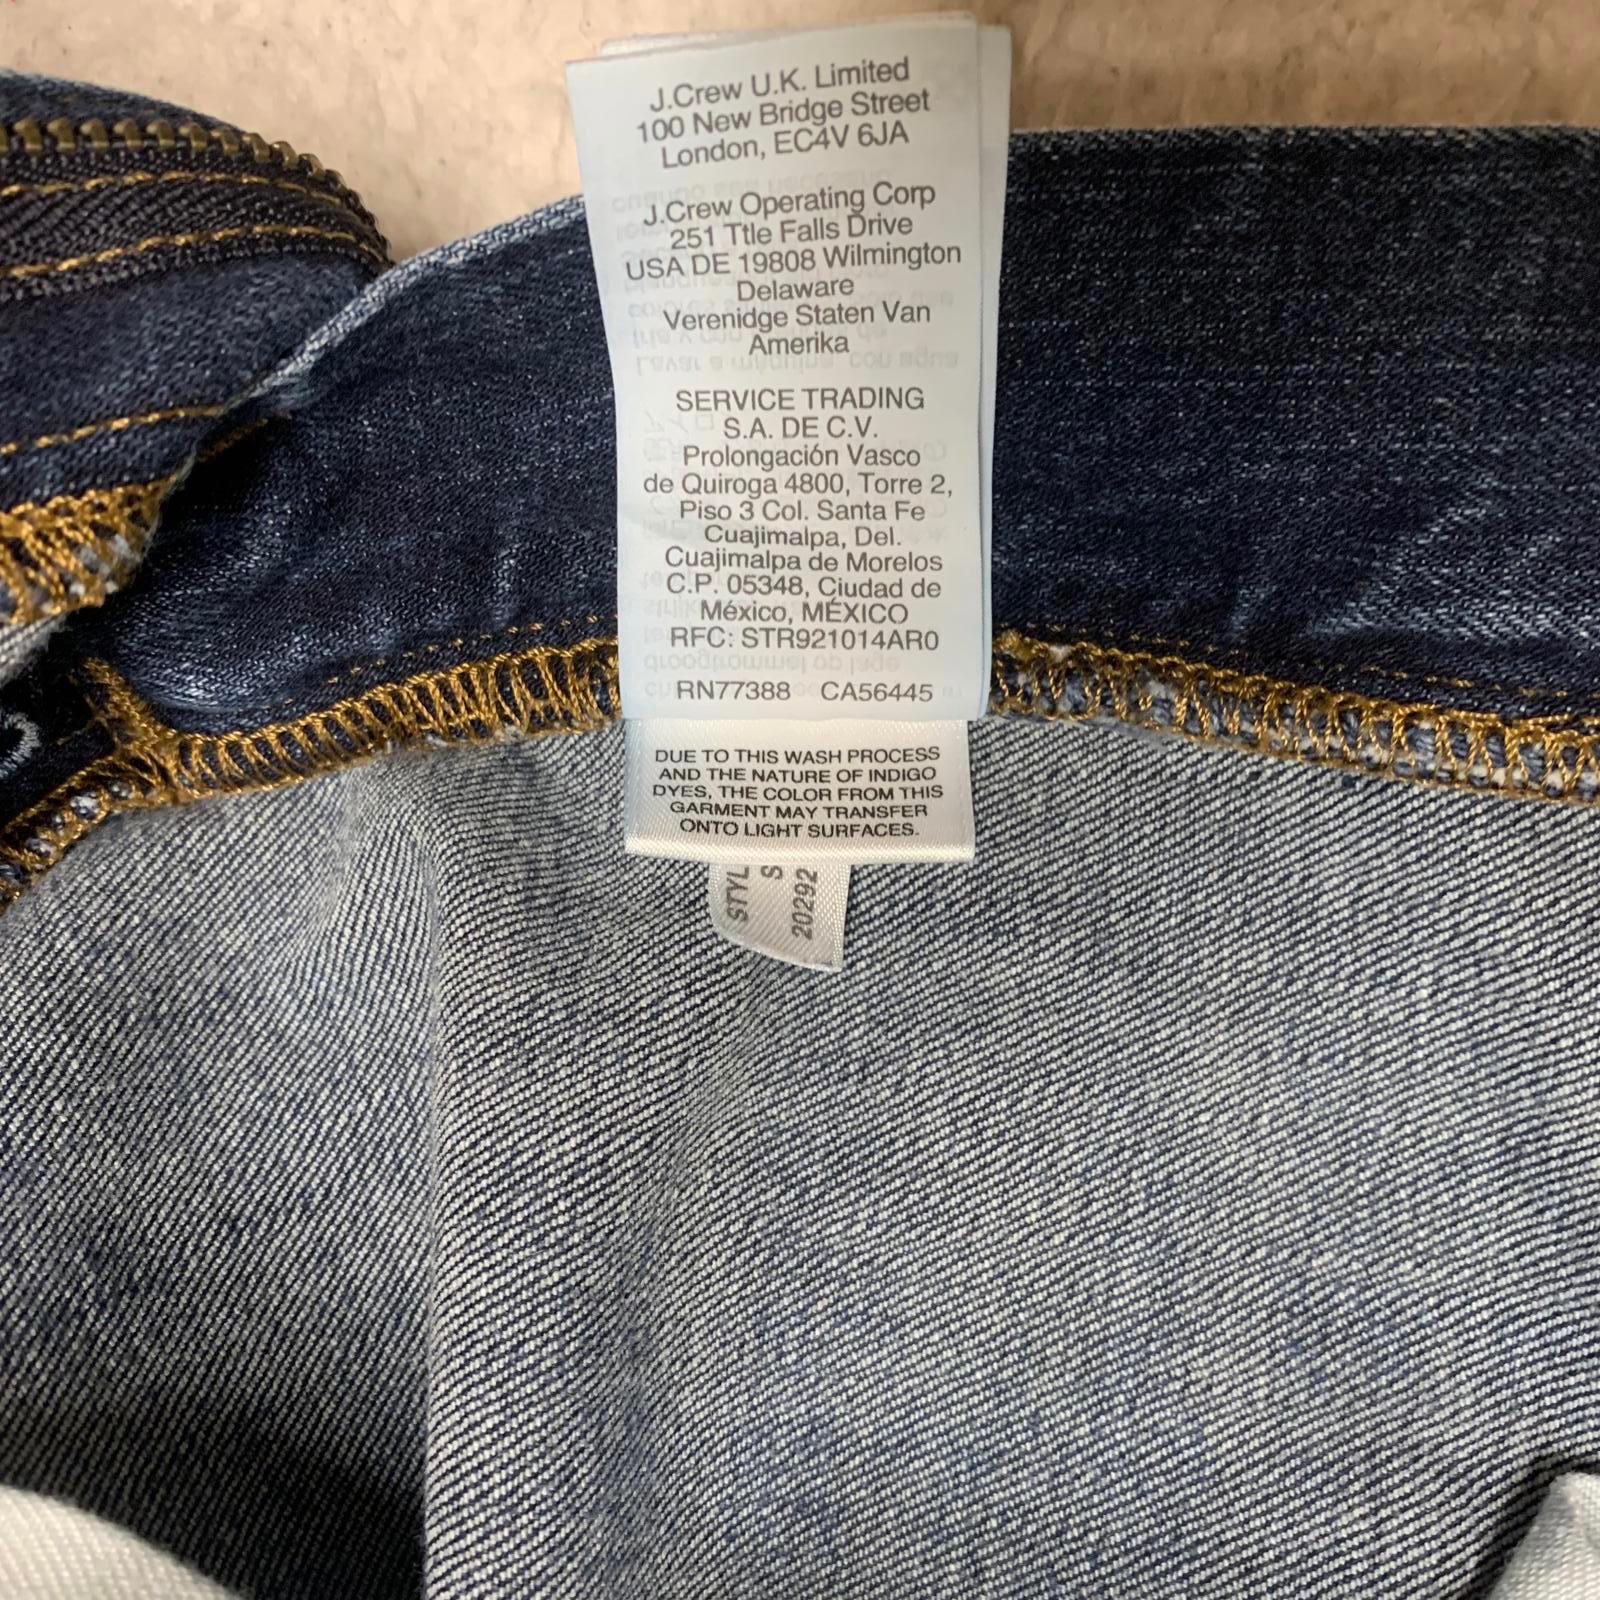 J.Crew U.K. Limited
100 New Bridge Street
London, EC4V 6JA
J.Crew Operating Corp
251 Ttle Falls Drive
USA DE 19808 Wilmington
Delaware
Verenidge Staten Van
Amerika
SERVICE TRADING
S.A. DE C.V.
Prolongación Vasco
de Quiroga 4800, Torre 2,
Piso 3 Col. Santa Fe
Cuajimalpa, Del.
Cuajimalpa de Morelos
C.P. 05348, Ciudad de
México, MÉXICO
RFC: STR921014AR0
RN77388 CA56445
DUE TO THIS WASH PROCESS
AND THE NATURE OF INDIGO
DYES, THE COLOR FROM THIS
GARMENT MAY TRANSFER
ONTO LIGHT SURFACES.
STYL
S
20292